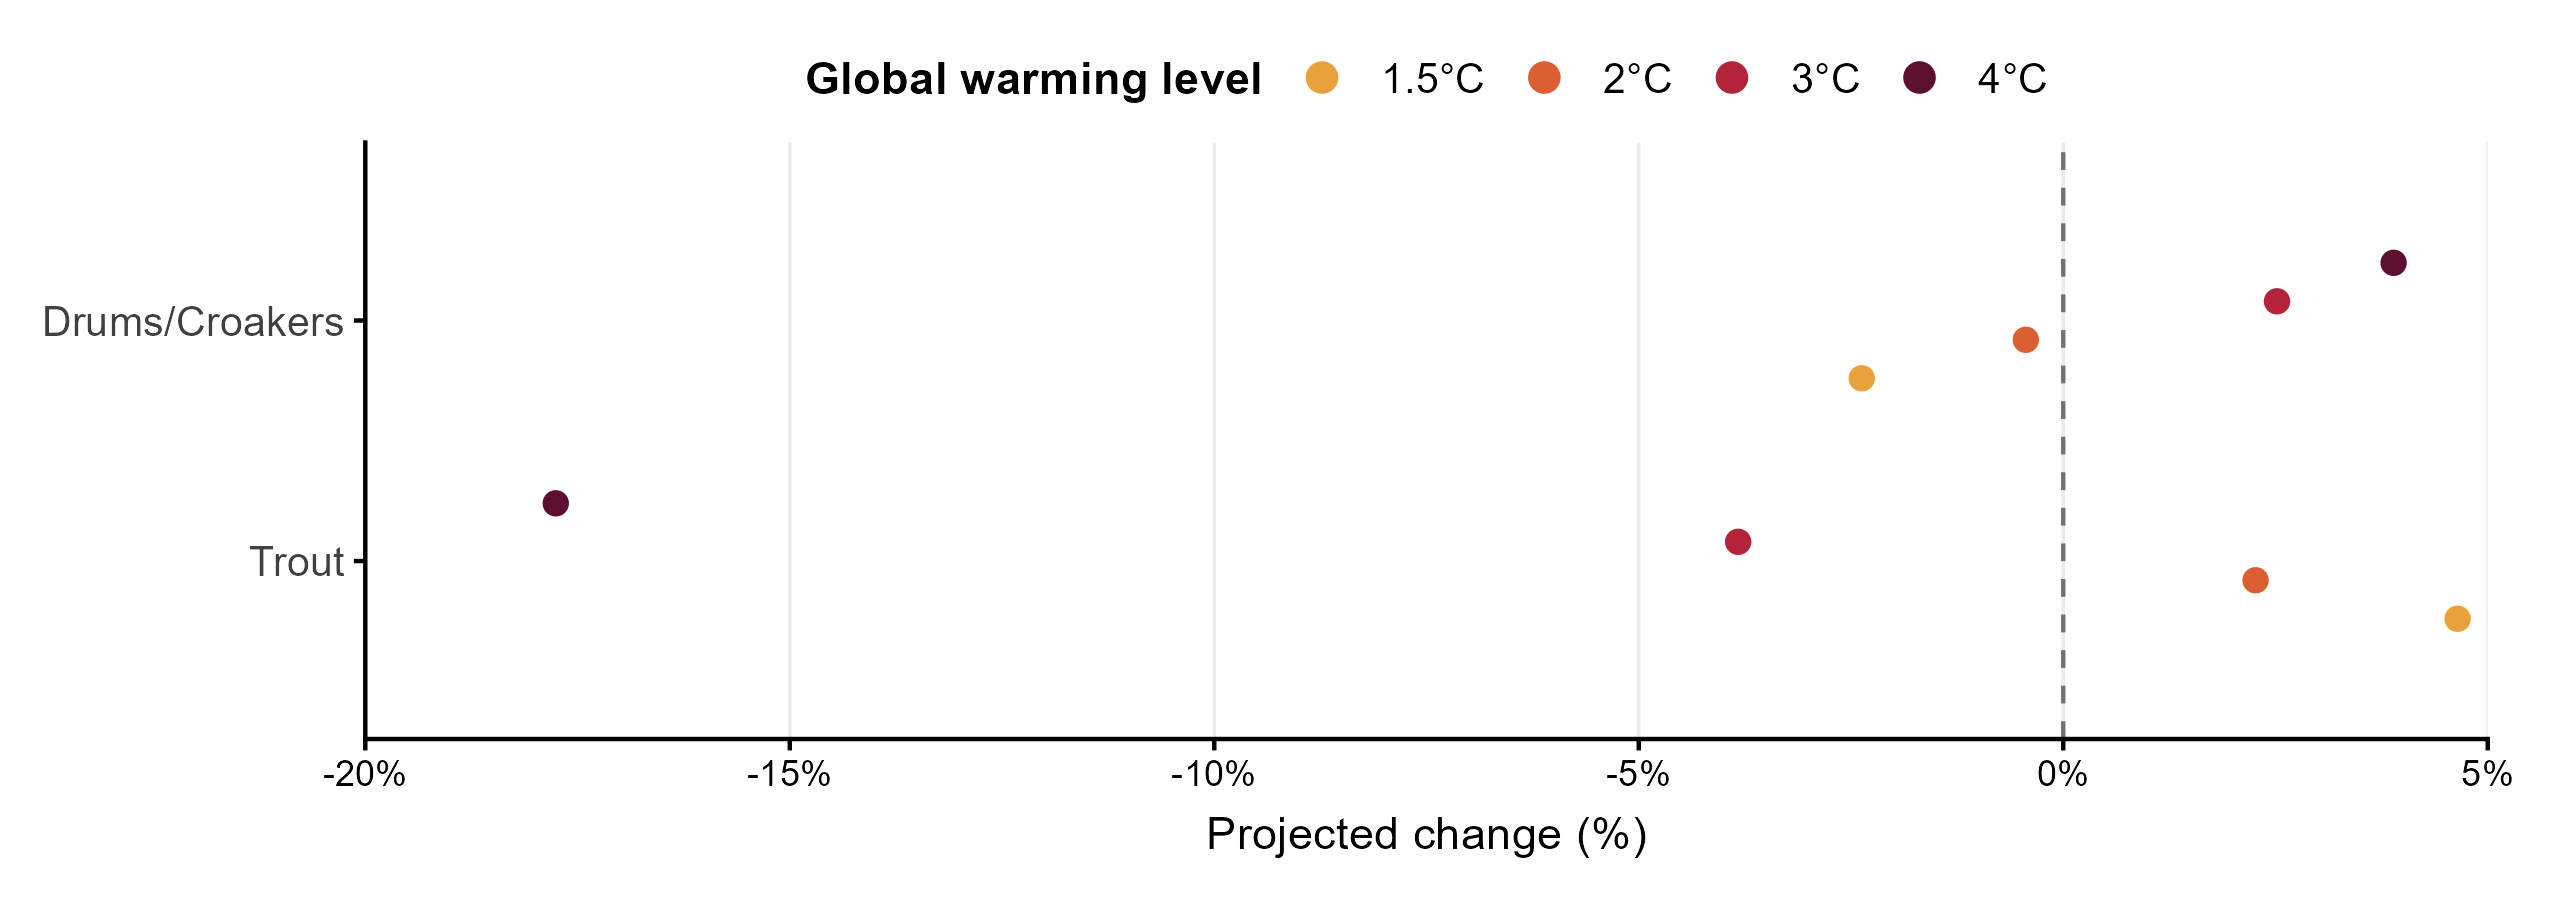 Global warming level 1.5°C 2°C 3°C 4°C
Drums/Croakers
Trout
-20% -15% -10% -5% 0% 5%
Projected change (%)